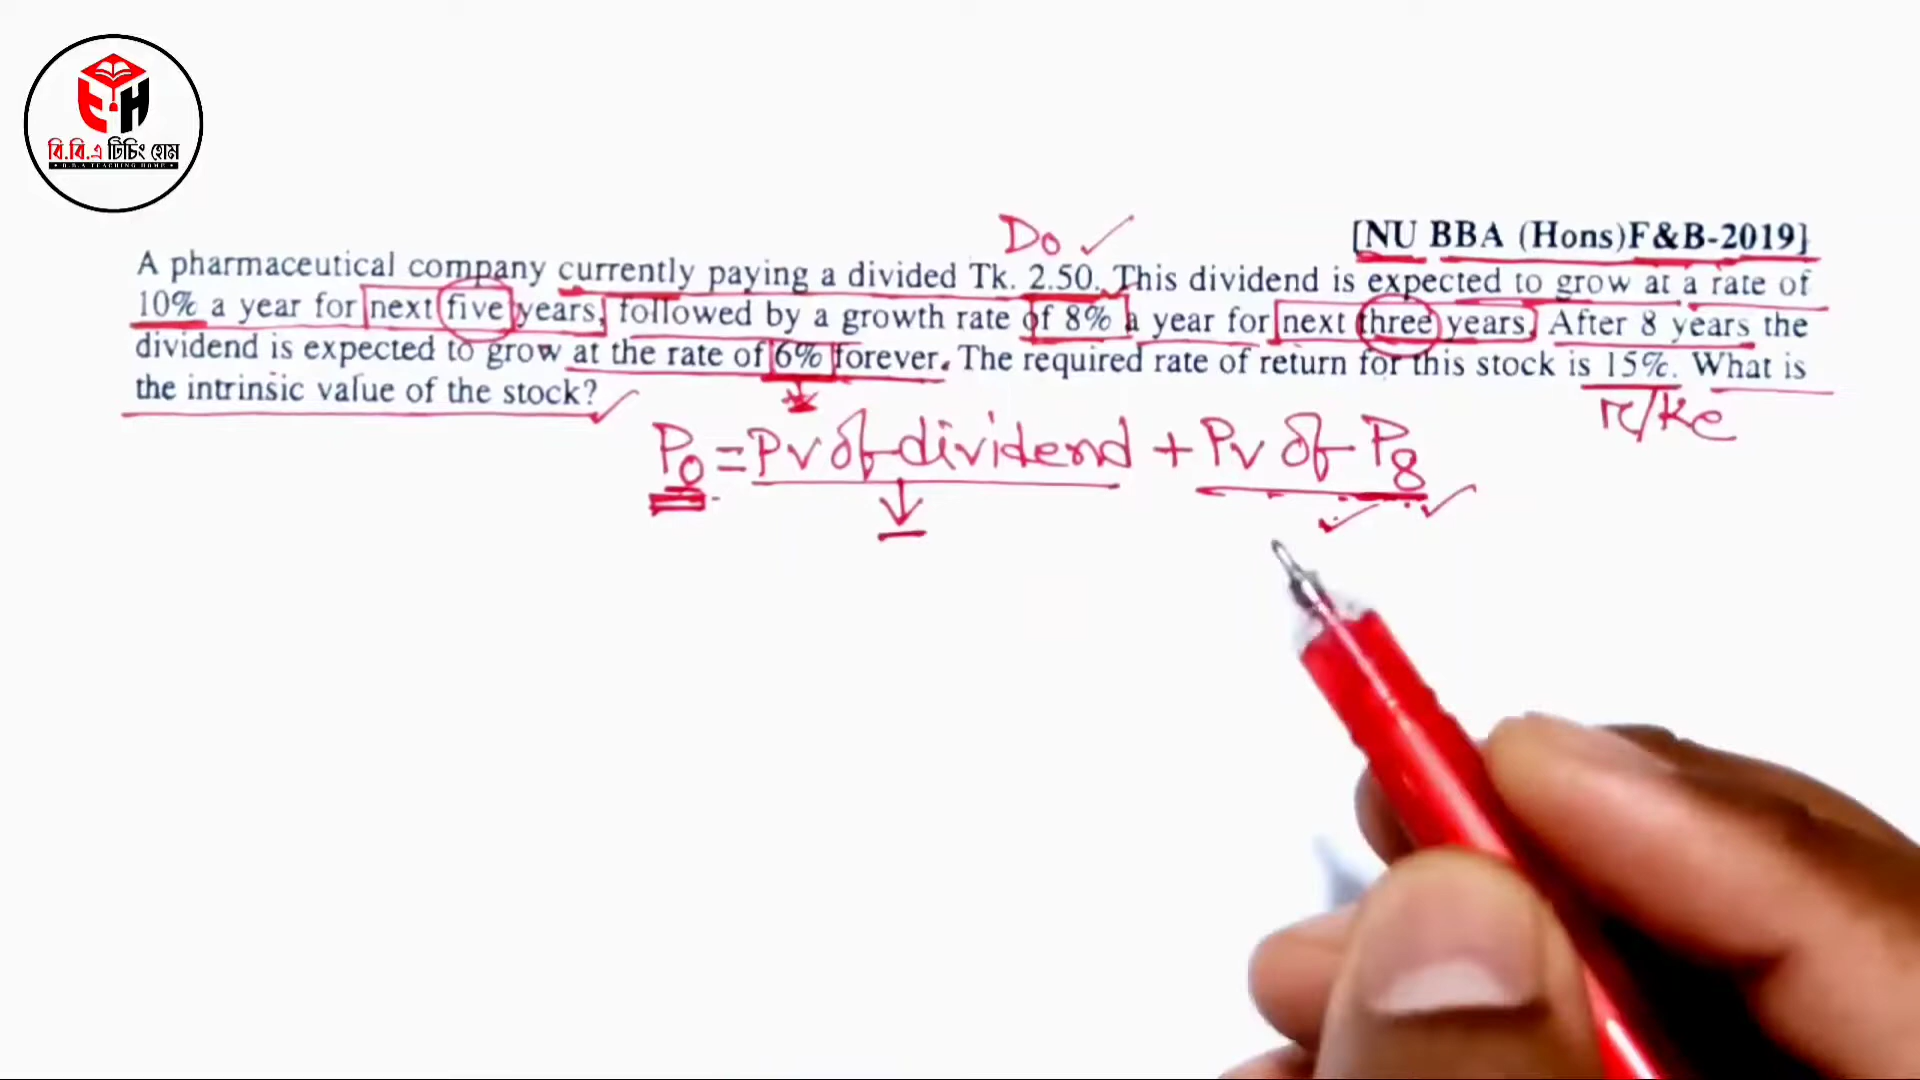 EH
বি.বি.এ টিচিং হোম
B.B.A TEACHING HOME
Do
[NU BBA (Hons)F&B-2019]
A pharmaceutical company currently paying a divided Tk. 2.50. This dividend is expected to grow at a rate of
10% a year for next five years, followed by a growth rate of 8% a year for next three years. After 8 years the
dividend is expected to grow at the rate of 6% forever. The required rate of return for this stock is 15%. What is
the intrinsic value of the stock?
r/Ke
P0 = Pv of dividend + Pv of P8